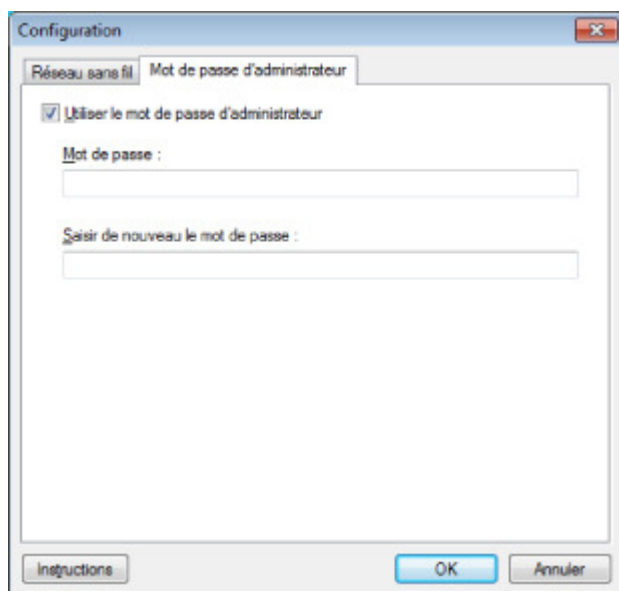 Configuration
Réseau sans fil
Mot de passe d'administrateur
Utiliser le mot de passe d'administrateur
Mot de passe :
Saisir de nouveau le mot de passe :
Instructions
OK
Annuler